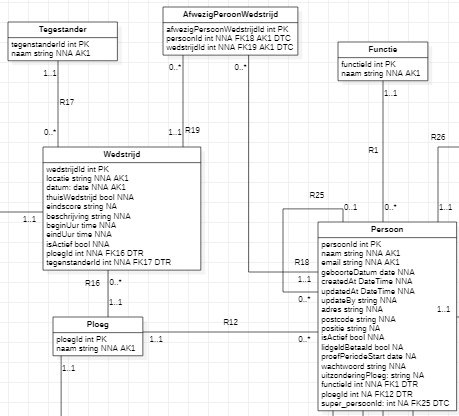 AfwezigPeroonWedstrijd
afwezigPeroonWedstrijdId int PK
persoonId int NNA FK18 AK1 DTC
wedstrijdId int NNA FK19 AK1 DTC
Tegestander
tegenstanderId int PK
naam string NNA AK1
Functie
functieId int PK
naam string NNA AK1
1..1
R17
0..*
0..*
1..1
R19
0..*
1..1
R1
0..*
R26
1..1
Wedstrijd
wedstrijdId int PK
locatie string NNA AK1
datum: date NNA AK1
thuisWedstrijd bool NNA
eindscore string NA
beschrijving string NNA
beginUur time NNA
eindUur time NNA
isActief bool NNA
ploegId int NNA FK16 DTR
tegenstanderId int NNA FK17 DTR
1..1
R25
0..1
R18
1..1
0..*
Persoon
persoonId int PK
naam string NNA AK1
email string NNA AK1
geboorteDatum date NNA
createdAt DateTime NNA
updatedAt DateTime NNA
updateBy string NNA
adres string NNA
postcode string NNA
positie string NA
isActief bool NNA
lidgeldBetaald bool NA
proefPeriodeStart date NA
wachtwoord string NNA
uitzonderingPloeg: string NA
functieId int NNA FK1 DTR
ploegId int NA FK12 DTR
super_persoonId: int NA FK25 DTC
1..1
R16
0..*
1..1
Ploeg
ploegId int PK
naam string NNA AK1
R12
1..1
0..*
1..1